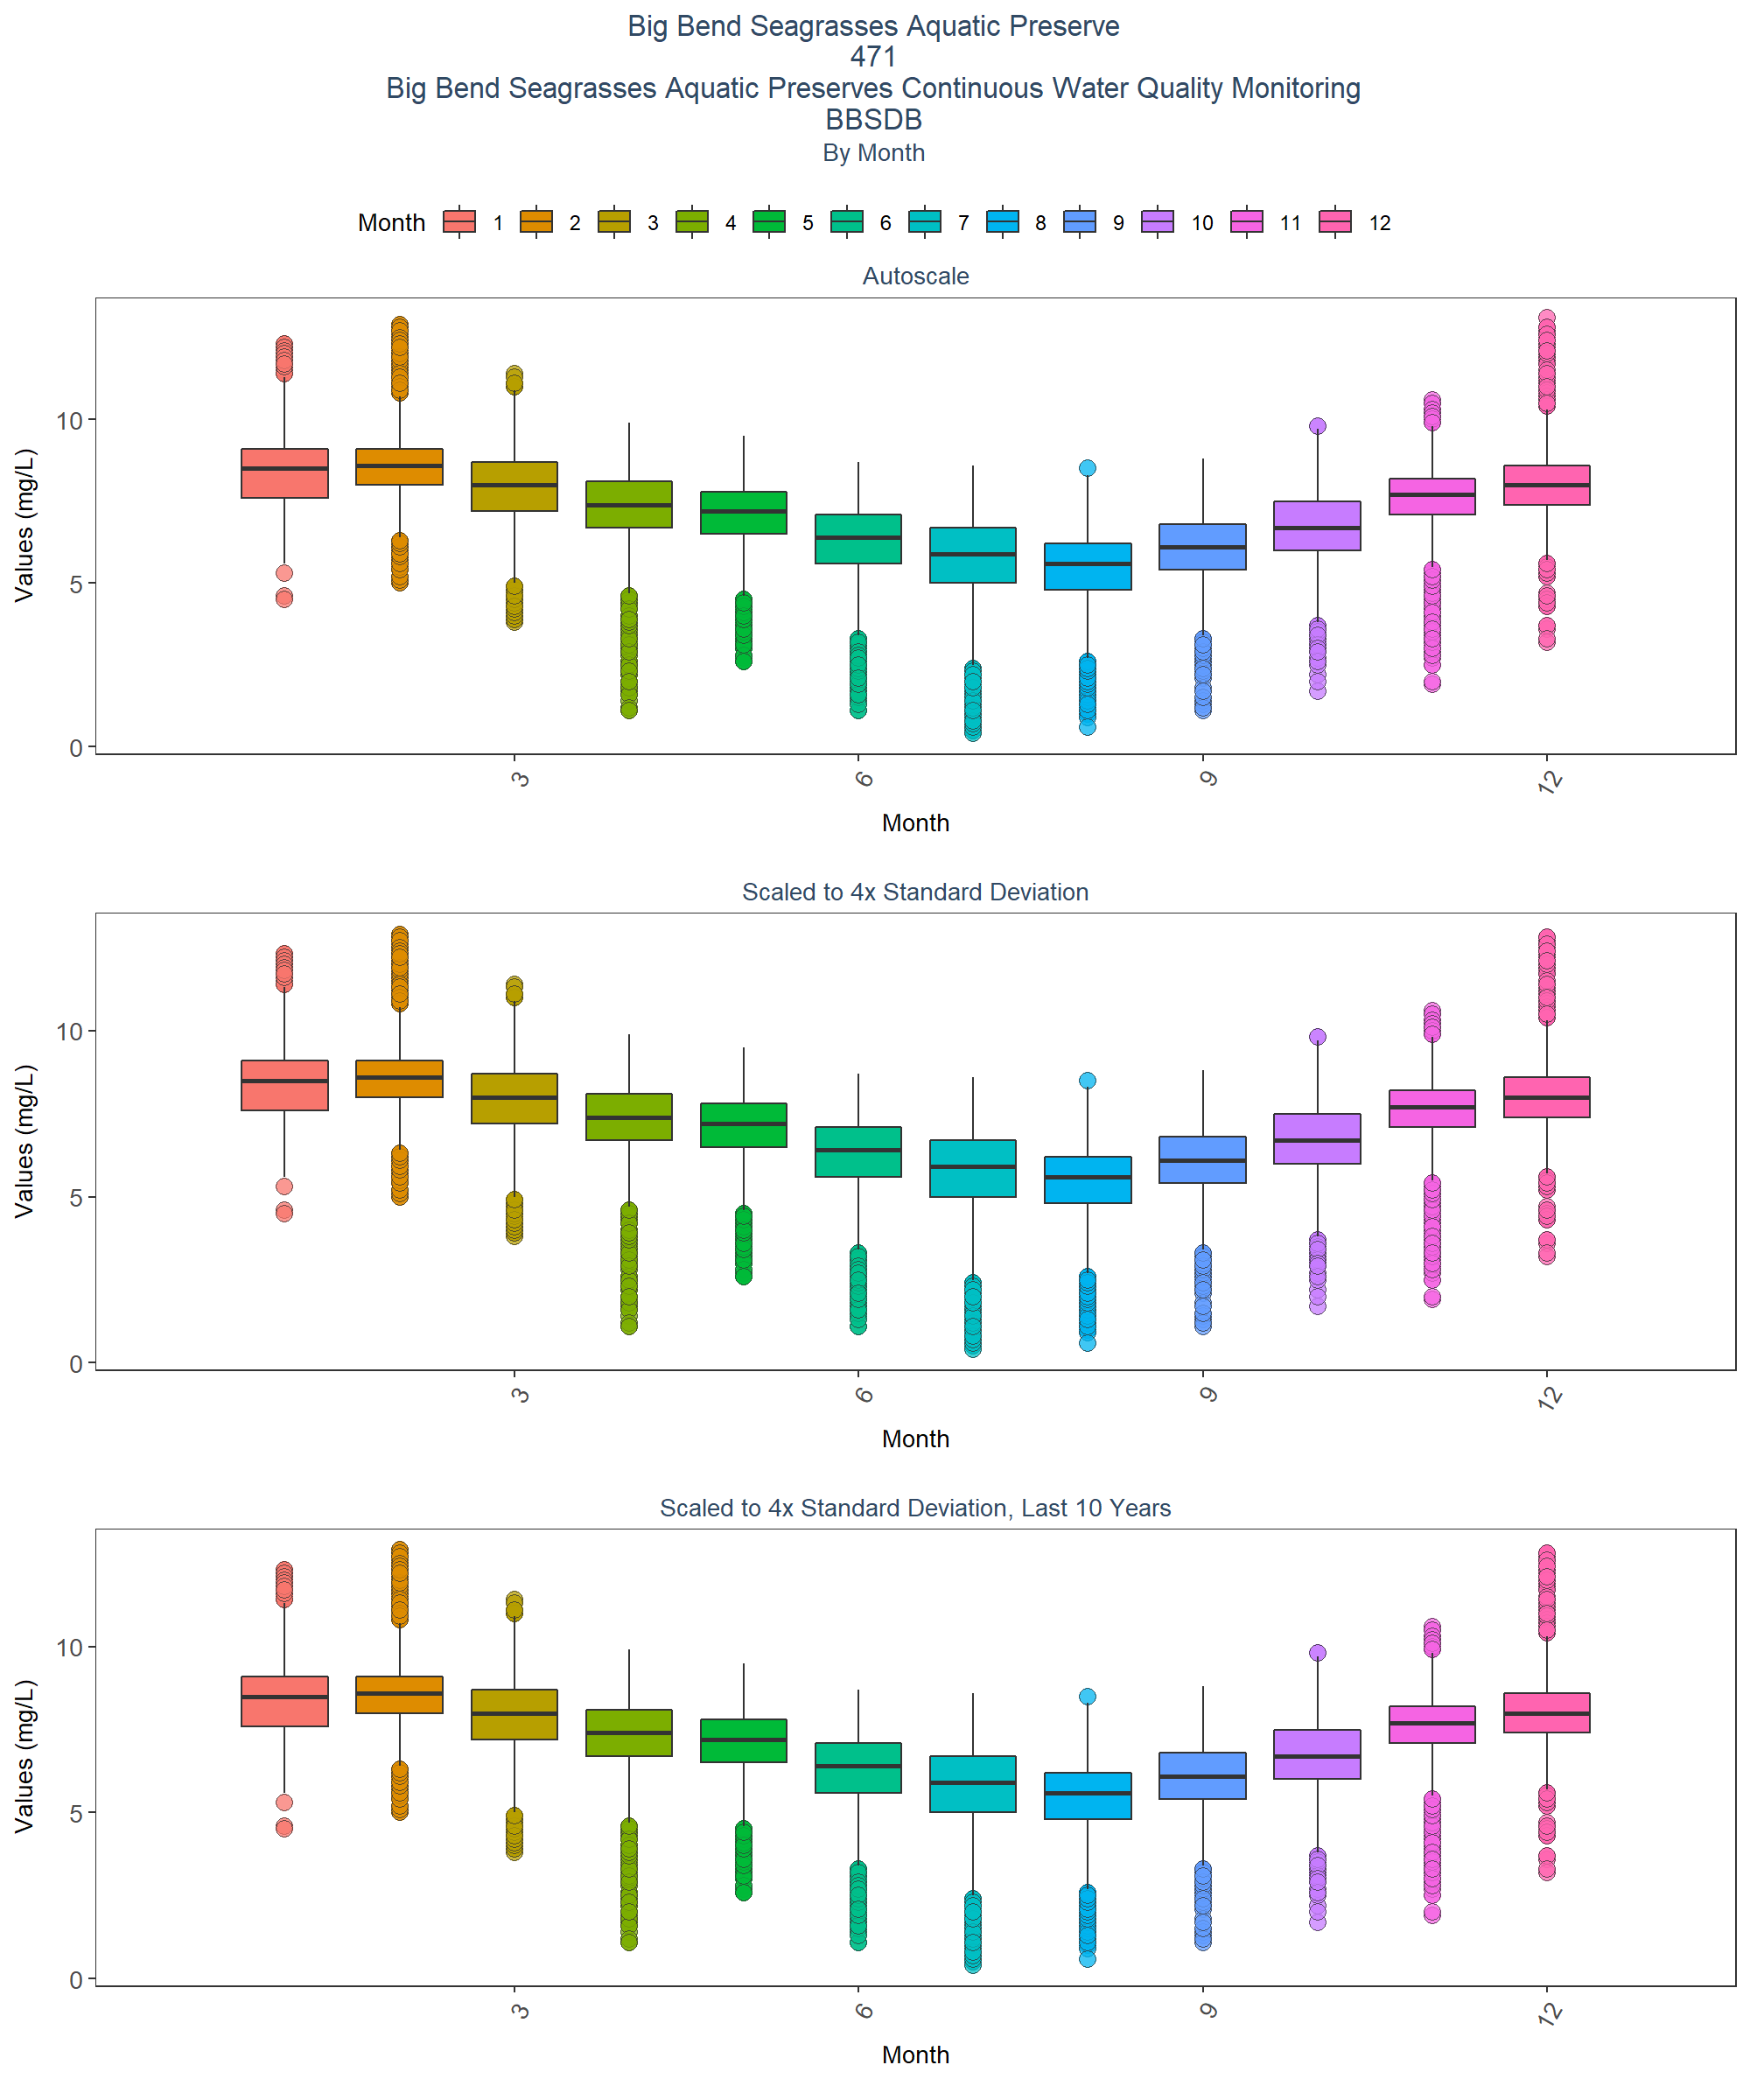 Big Bend Seagrasses Aquatic Preserve
471
Big Bend Seagrasses Aquatic Preserves Continuous Water Quality Monitoring
BBSDB
By Month
Month 1 2 3 4 5 6 7 8 9 10 11 12
Autoscale
Values (mg/L)
10
5
0
3 6 9 12
Month
Scaled to 4x Standard Deviation
Values (mg/L)
10
5
0
3 6 9 12
Month
Scaled to 4x Standard Deviation, Last 10 Years
Values (mg/L)
10
5
0
3 6 9 12
Month